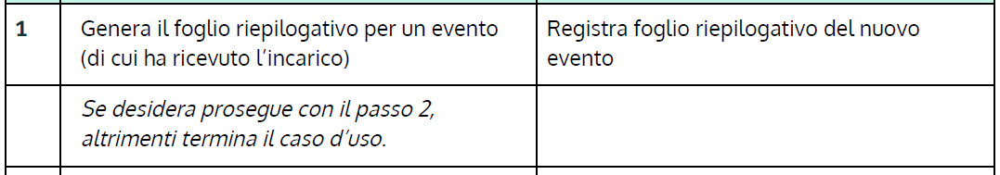 1
Genera il foglio riepilogativo per un evento
(di cui ha ricevuto l'incarico)
Registra foglio riepilogativo del nuovo
evento
Se desidera prosegue con il passo 2,
altrimenti termina il caso d'uso.